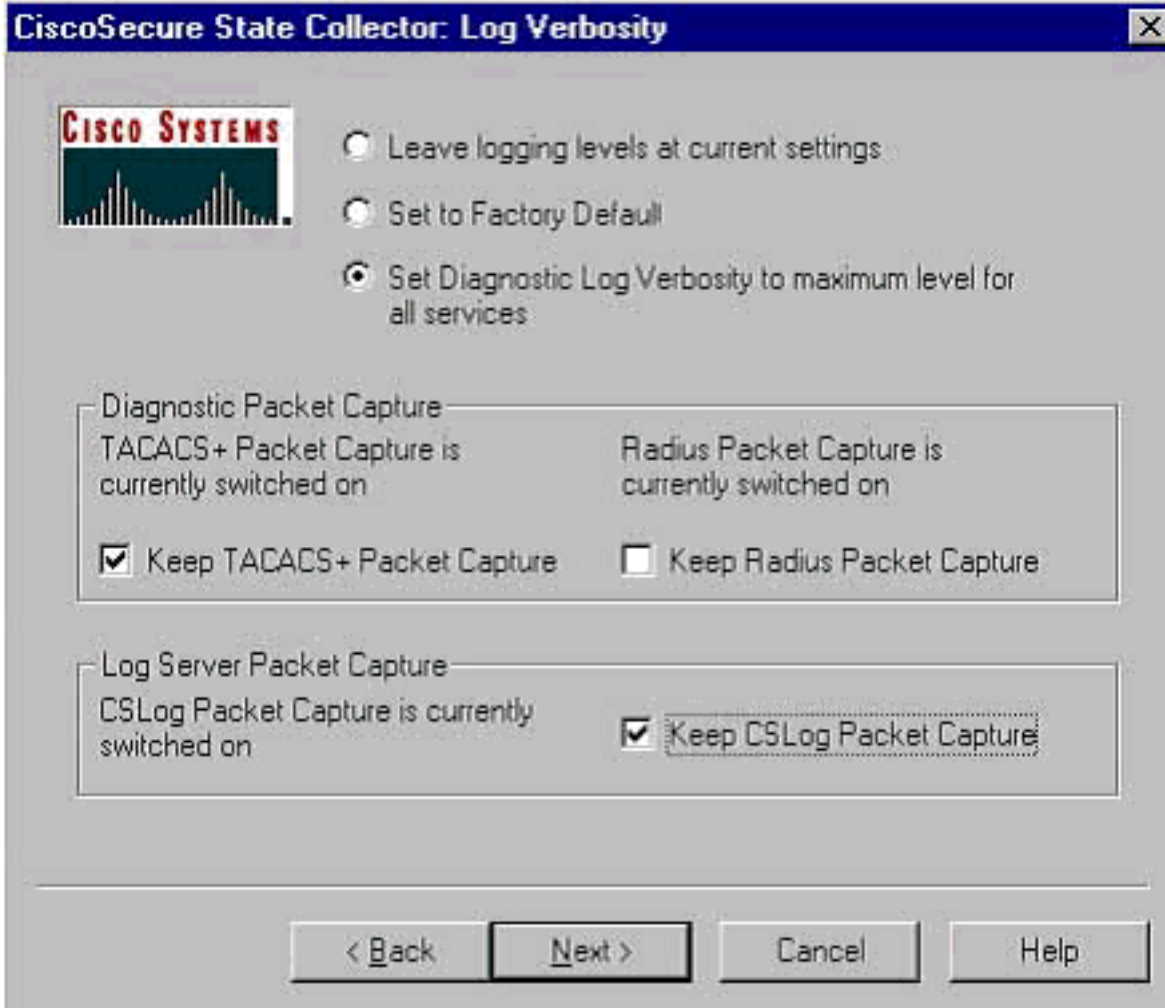 CiscoSecure State Collector: Log Verbosity
CISCO SYSTEMS
Leave logging levels at current settings
Set to Factory Default
Set Diagnostic Log Verbosity to maximum level for
all services
Diagnostic Packet Capture
TACACS+ Packet Capture is
currently switched on
Radius Packet Capture is
currently switched on
Keep TACACS+ Packet Capture
Keep Radius Packet Capture
Log Server Packet Capture
CSLog Packet Capture is currently
switched on
Keep CSLog Packet Capture
< Back
Next >
Cancel
Help